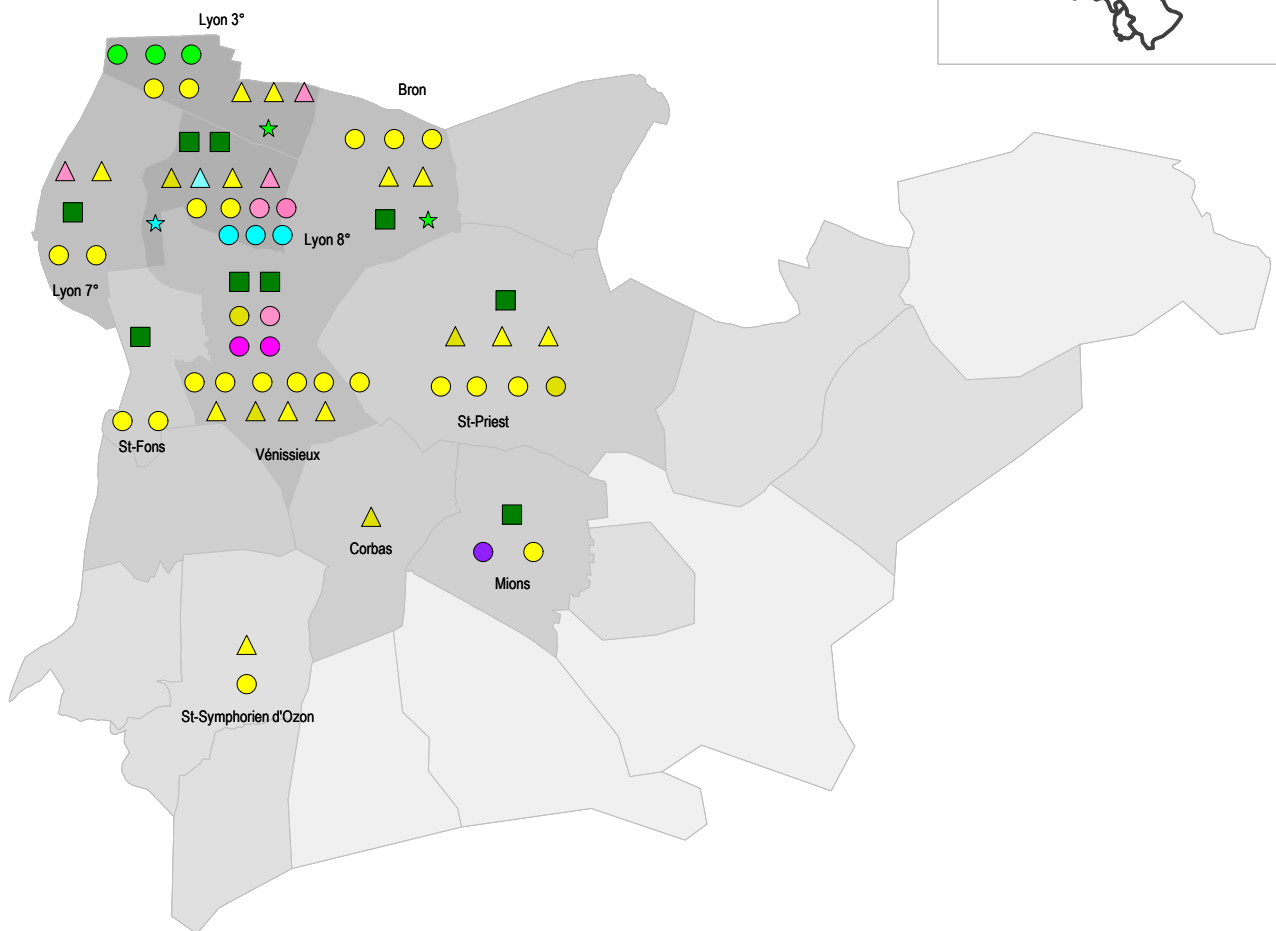 Lyon 3°
Bron
Lyon 8°
Lyon 7°
St-Priest
St-Fons
Vénissieux
Corbas
Mions
St-Symphorien d'Ozon